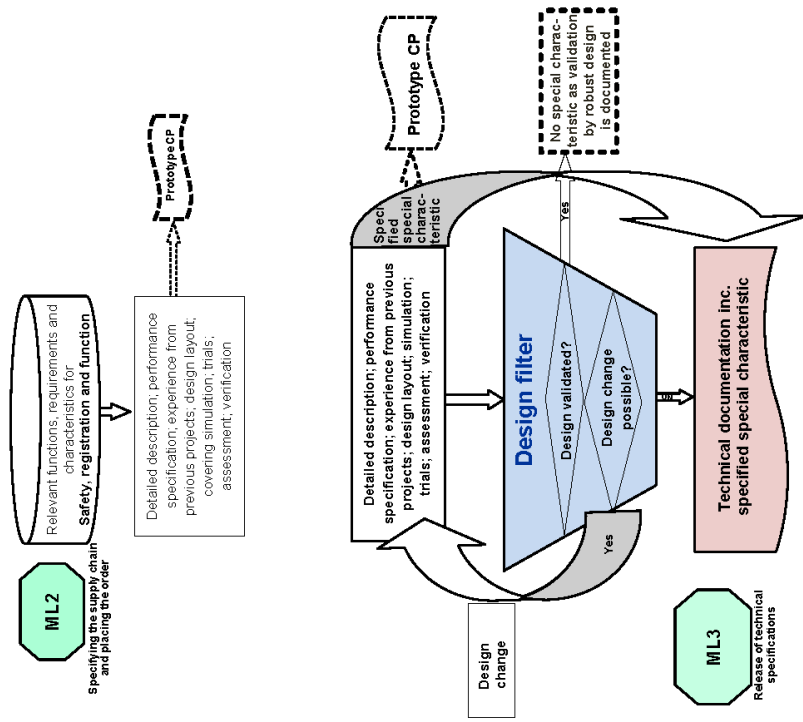 ML2
Specifying the supply chain
and placing the order
Relevant functions, requirements and
characteristics for
Safety, registration and function
Detailed description; performance
specification; experience from
previous projects; design layout;
covering simulation; trials;
assessment; verification
Prototype CP
Design
change
Detailed description; performance
specification; experience from previous
projects; design layout; simulation;
trials; assessment; verification
Speci
fied
special
charac-
teristic
Prototype CP
Design filter
Design validated?
Design change
possible?
Yes
Yes
No special charac-
teristic as validation
by robust design
is documented
ML3
Release of technical
specifications
Technical documentation inc.
specified special characteristic